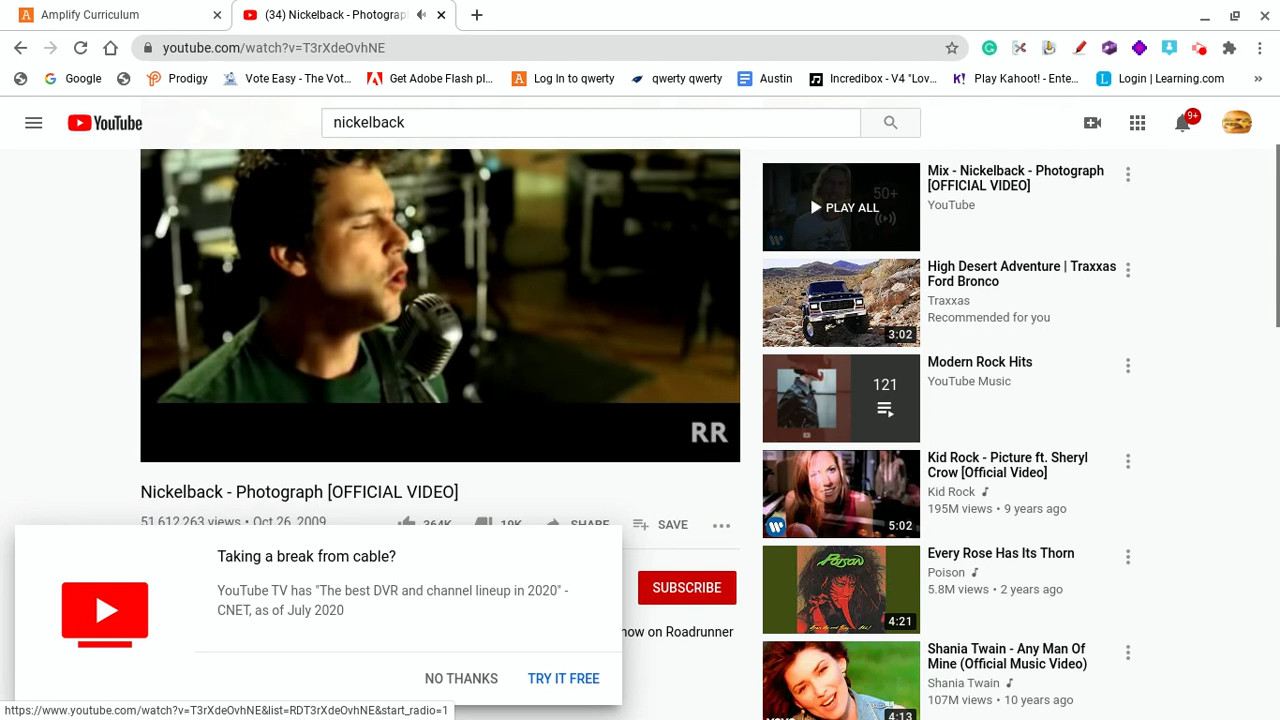 Amplify Curriculum
(34) Nickelback - Photograp
youtube.com/watch?v=T3rXdeOvhNE
Google
Prodigy
Vote Easy - The Vot...
Get Adobe Flash pl...
Log In to qwerty
qwerty qwerty
Austin
Incredibox - V4 "Lov...
Play Kahoot! - Ente...
Login | Learning.com
YouTube
nickelback
9+
RR
Nickelback - Photograph [OFFICIAL VIDEO]
51,612,263 views • Oct 26, 2009
364K
19K
SHARE
SAVE
SUBSCRIBE
now on Roadrunner
Taking a break from cable?
YouTube TV has "The best DVR and channel lineup in 2020" -
CNET, as of July 2020
NO THANKS
TRY IT FREE
https://www.youtube.com/watch?v=T3rXdeOvhNE&list=RDT3rXdeOvhNE&start_radio=1
50+
PLAY ALL
Mix - Nickelback - Photograph
[OFFICIAL VIDEO]
YouTube
3:02
High Desert Adventure | Traxxas
Ford Bronco
Traxxas
Recommended for you
121
Modern Rock Hits
YouTube Music
5:02
Kid Rock - Picture ft. Sheryl
Crow [Official Video]
Kid Rock
195M views • 9 years ago
Poison
4:21
Every Rose Has Its Thorn
Poison
5.8M views • 2 years ago
4:13
Shania Twain - Any Man Of
Mine (Official Music Video)
Shania Twain
107M views • 10 years ago